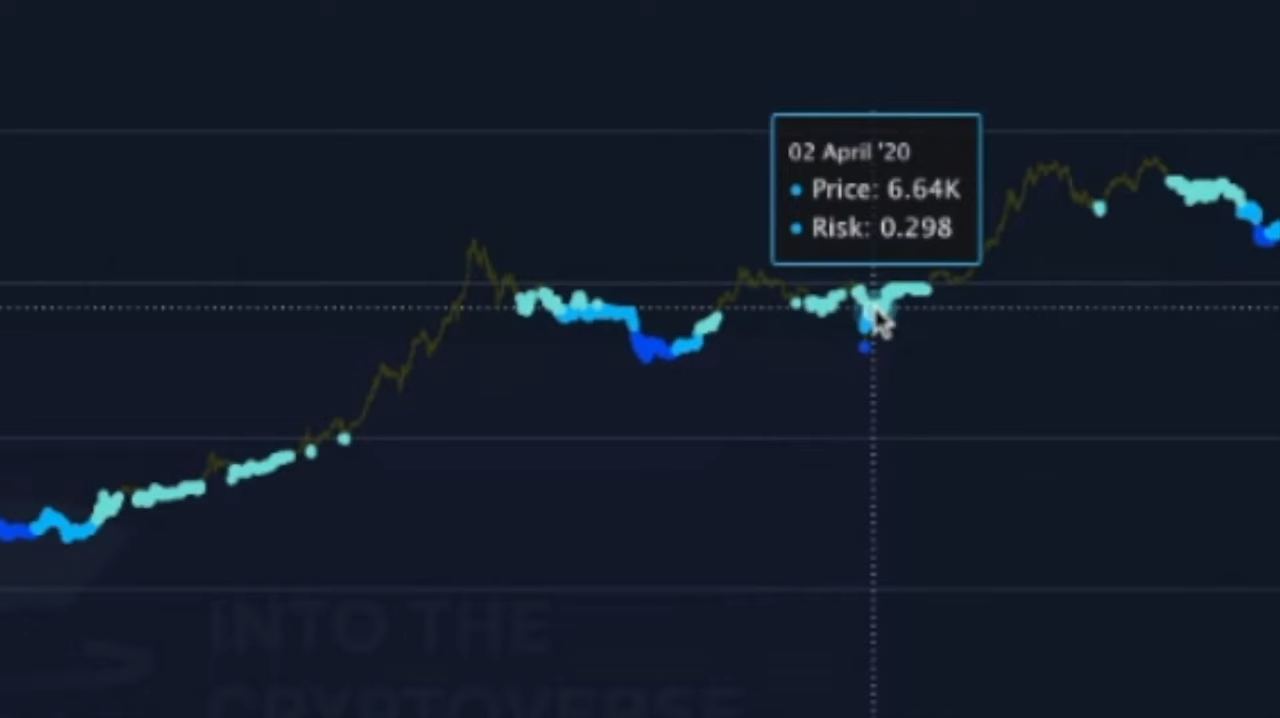 02 April '20
Price: 6.64K
Risk: 0.298
INTO THE
CRYPTOVERSE